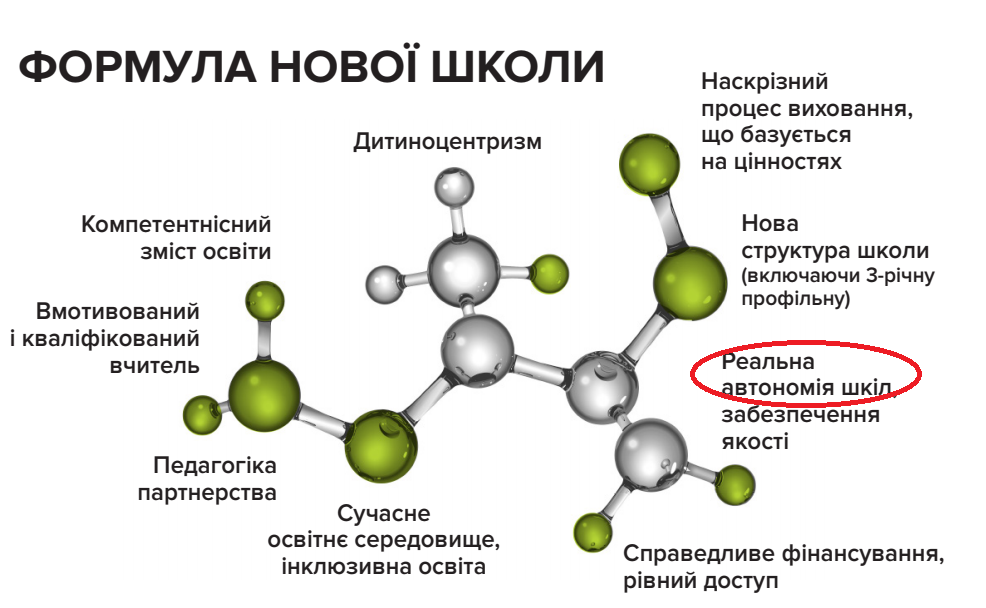 ФОРМУЛА НОВОЇ ШКОЛИ
Наскрізний
процес виховання,
що базується
на цінностях
Дитиноцентризм
Компетентнісний
зміст освіти
Нова
структура школи
(включаючи 3-річну
профільну)
Вмотивований
і кваліфікований
вчитель
Реальна
автономія шкіл
забезпечення
якості
Педагогіка
партнерства
Сучасне
освітнє середовище,
інклюзивна освіта
Справедливе фінансування,
рівний доступ